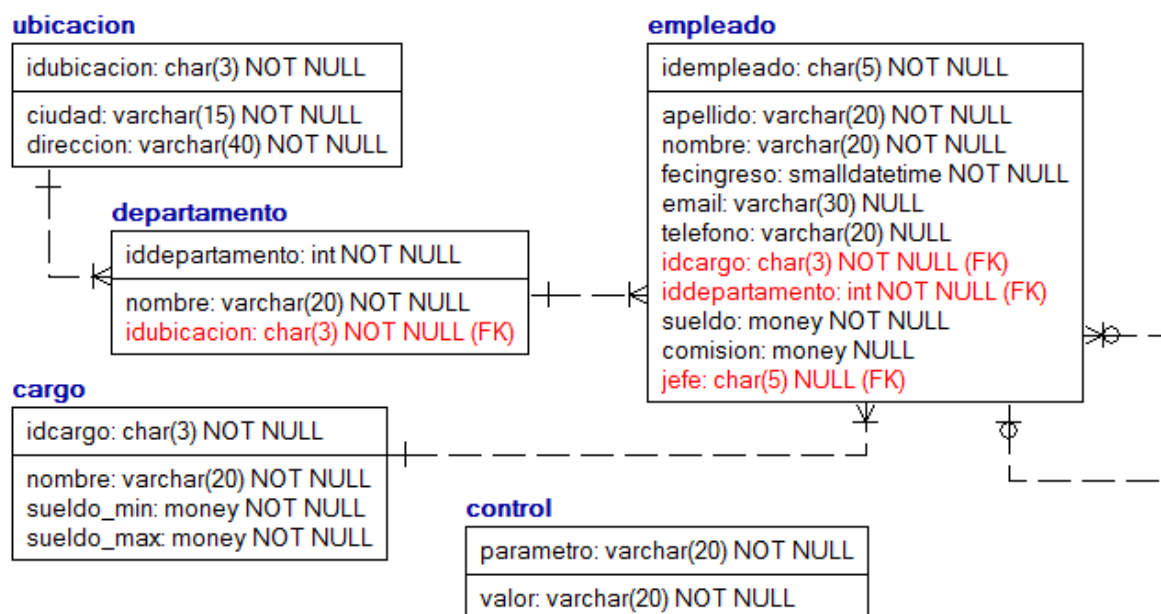 ubicacion
idubicacion: char(3) NOT NULL
ciudad: varchar(15) NOT NULL
direccion: varchar(40) NOT NULL
departamento
iddepartamento: int NOT NULL
nombre: varchar(20) NOT NULL
idubicacion: char(3) NOT NULL (FK)
empleado
idempleado: char(5) NOT NULL
apellido: varchar(20) NOT NULL
nombre: varchar(20) NOT NULL
fecingreso: smalldatetime NOT NULL
email: varchar(30) NULL
telefono: varchar(20) NULL
idcargo: char(3) NOT NULL (FK)
iddepartamento: int NOT NULL (FK)
sueldo: money NOT NULL
comision: money NULL
jefe: char(5) NULL (FK)
cargo
idcargo: char(3) NOT NULL
nombre: varchar(20) NOT NULL
sueldo_min: money NOT NULL
sueldo_max: money NOT NULL
control
parametro: varchar(20) NOT NULL
valor: varchar(20) NOT NULL